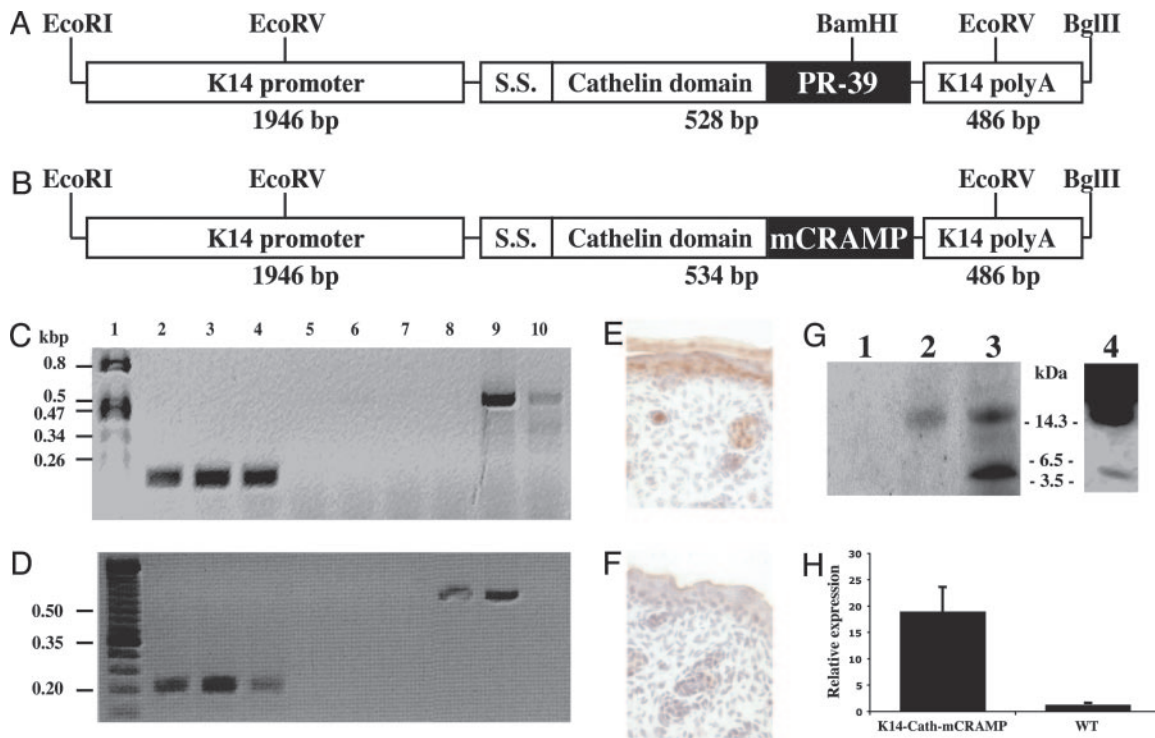 A
EcoRI EcoRV BamHI EcoRV BglII
K14 promoter S.S. Cathelin domain PR-39 K14 polyA
1946 bp 528 bp 486 bp
B
EcoRI EcoRV EcoRV BglII
K14 promoter S.S. Cathelin domain mCRAMP K14 polyA
1946 bp 534 bp 486 bp
C
kbp 1 2 3 4 5 6 7 8 9 10
0.8
0.5
0.47
0.34
0.26
D
0.50
0.35
0.20
E
F
G
1 2 3 4
kDa
- 14.3 -
6.5 -
- 3.5 -
H
Relative expression
30
25
20
15
10
5
0
K14-Cath-mCRAMP WT